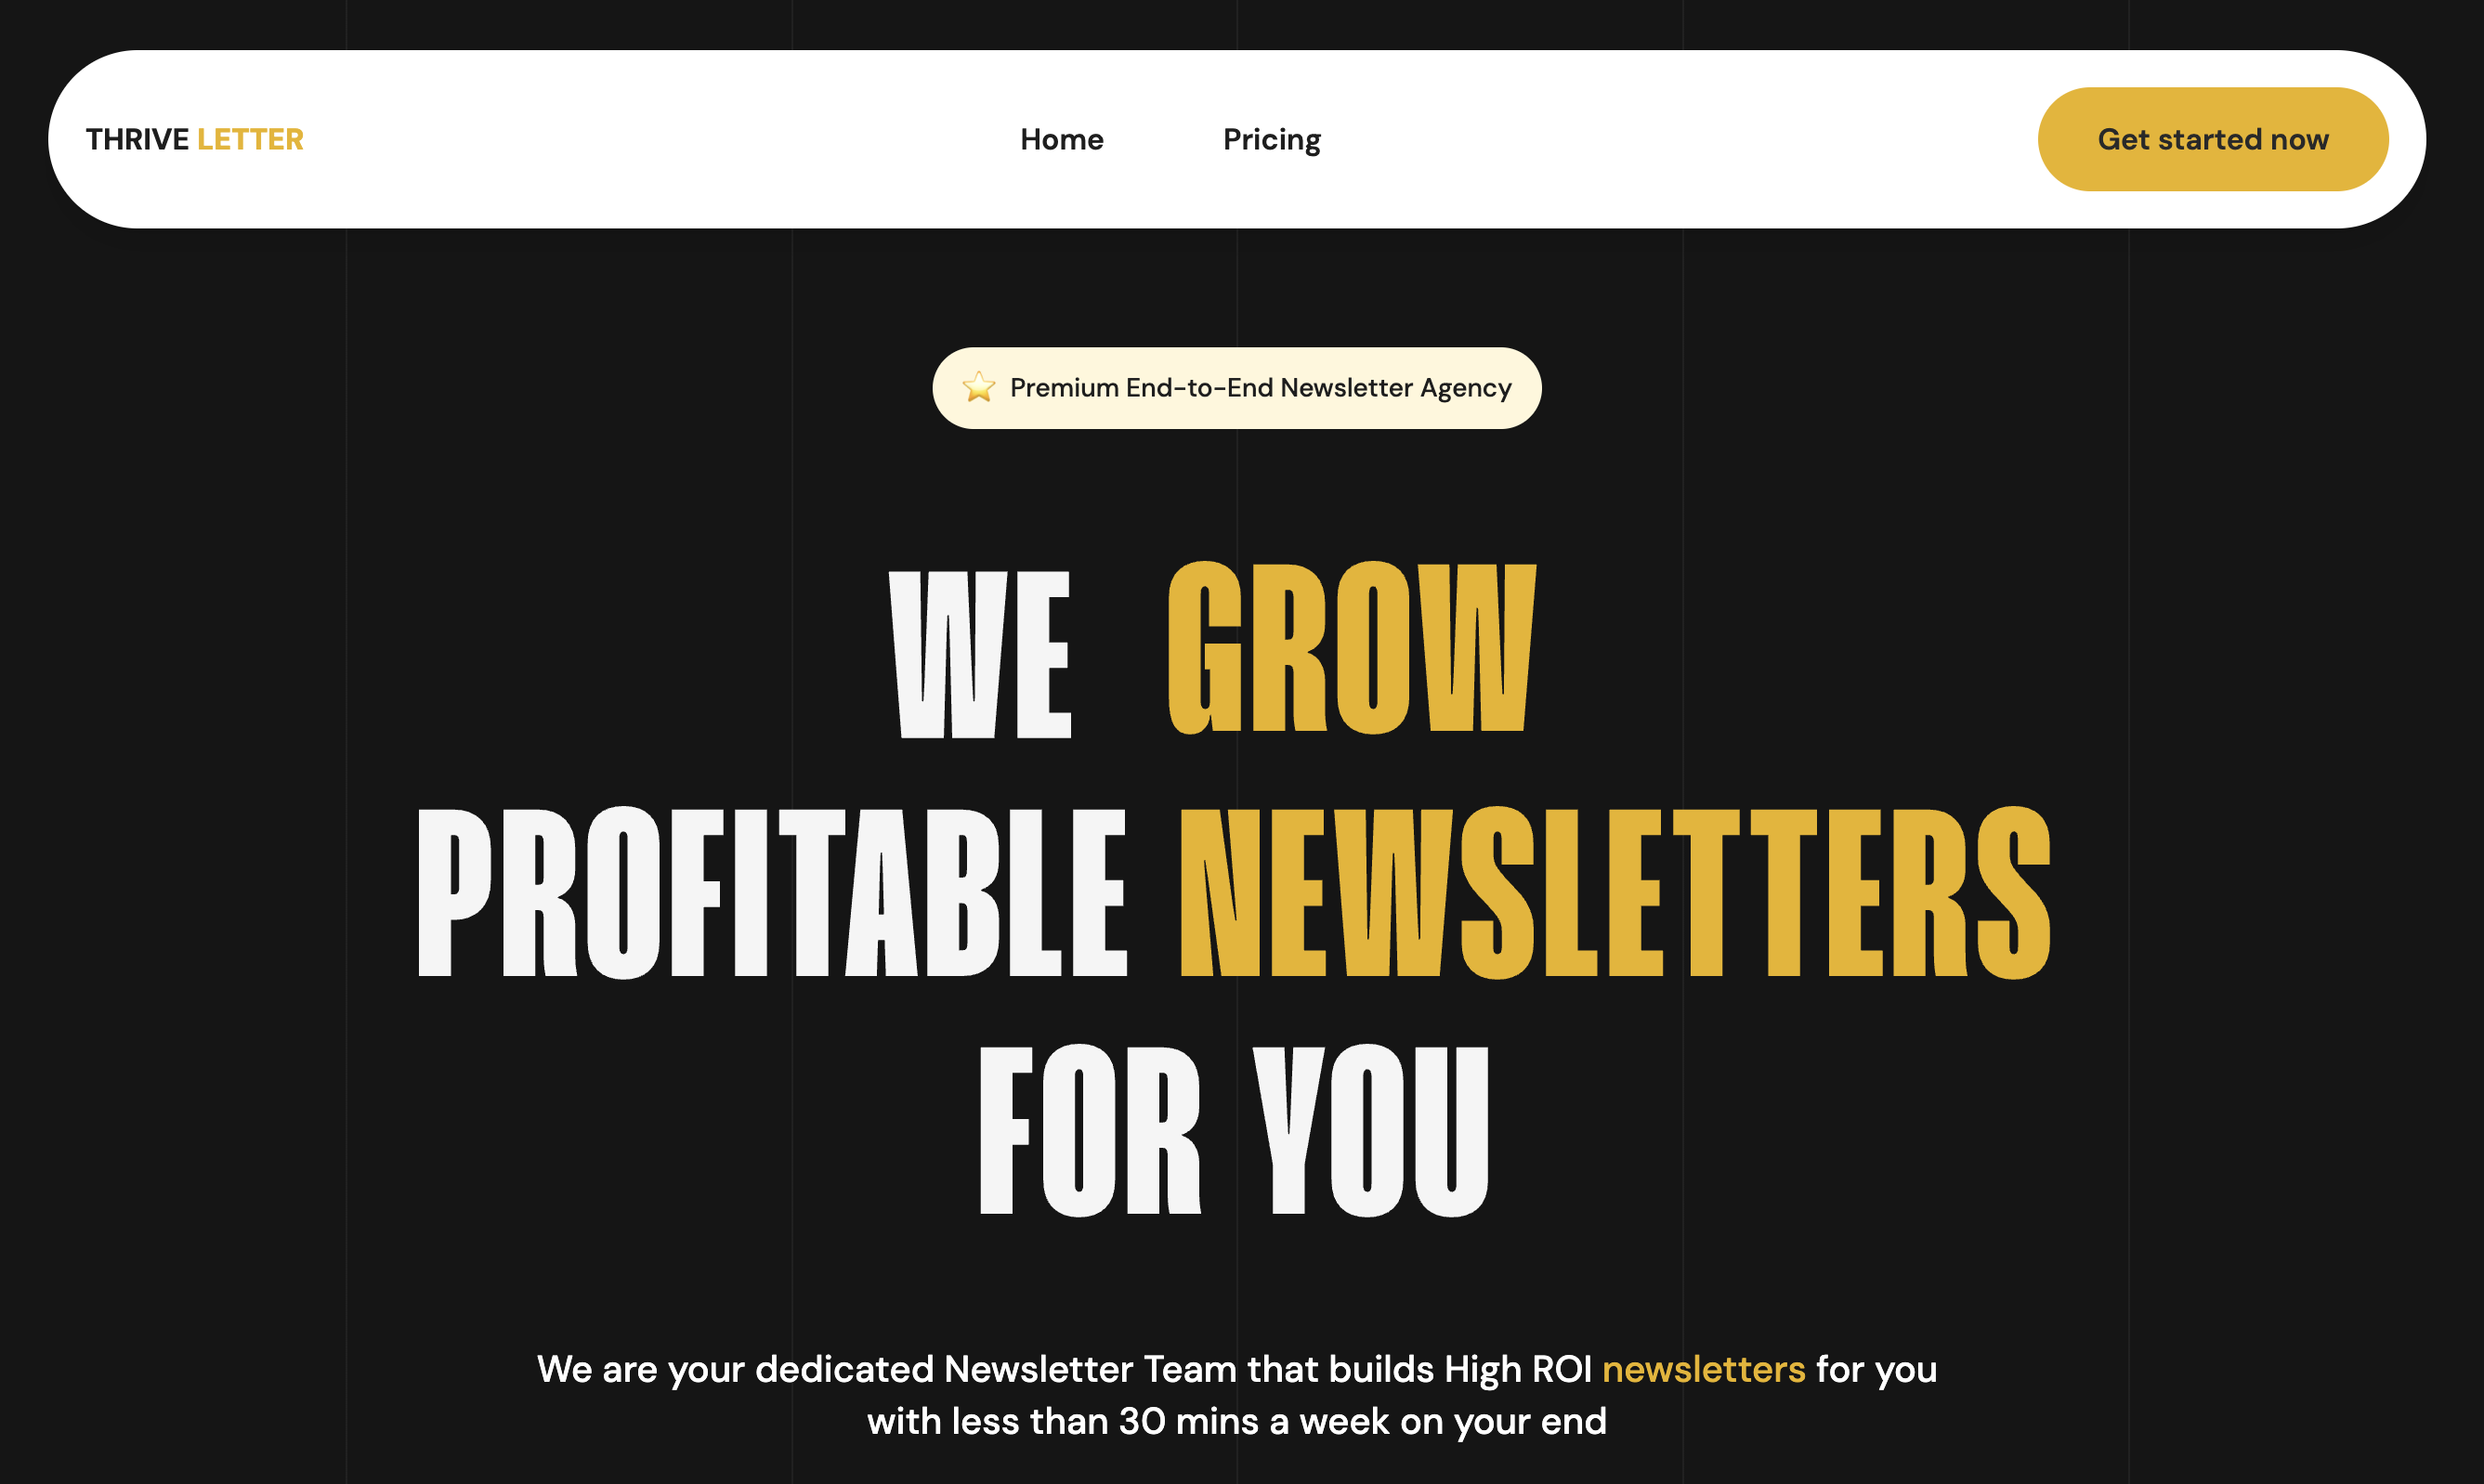 THRIVE LETTER
Home
Pricing
Get started now
Premium End-to-End Newsletter Agency
WE GROW
PROFITABLE NEWSLETTERS
FOR YOU
We are your dedicated Newsletter Team that builds High ROI newsletters for you
with less than 30 mins a week on your end